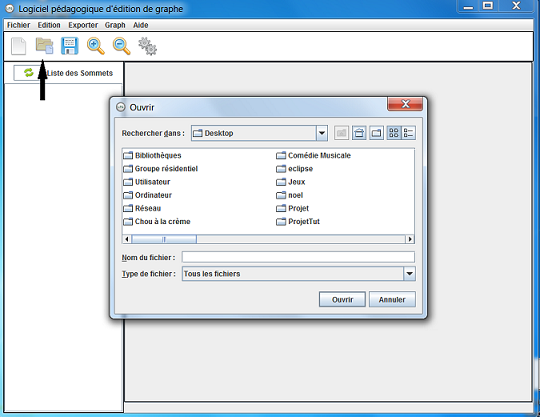 Logiciel pédagogique d'édition de graphe
Fichier Edition Exporter Graph Aide
Liste des Sommets
Ouvrir
Rechercher dans : Desktop
Bibliothèques Comédie Musicale
Groupe résidentiel eclipse
Utilisateur Jeux
Ordinateur noel
Réseau Projet
Chou à la crème ProjetTut
Nom du fichier :
Type de fichier : Tous les fichiers
Ouvrir Annuler